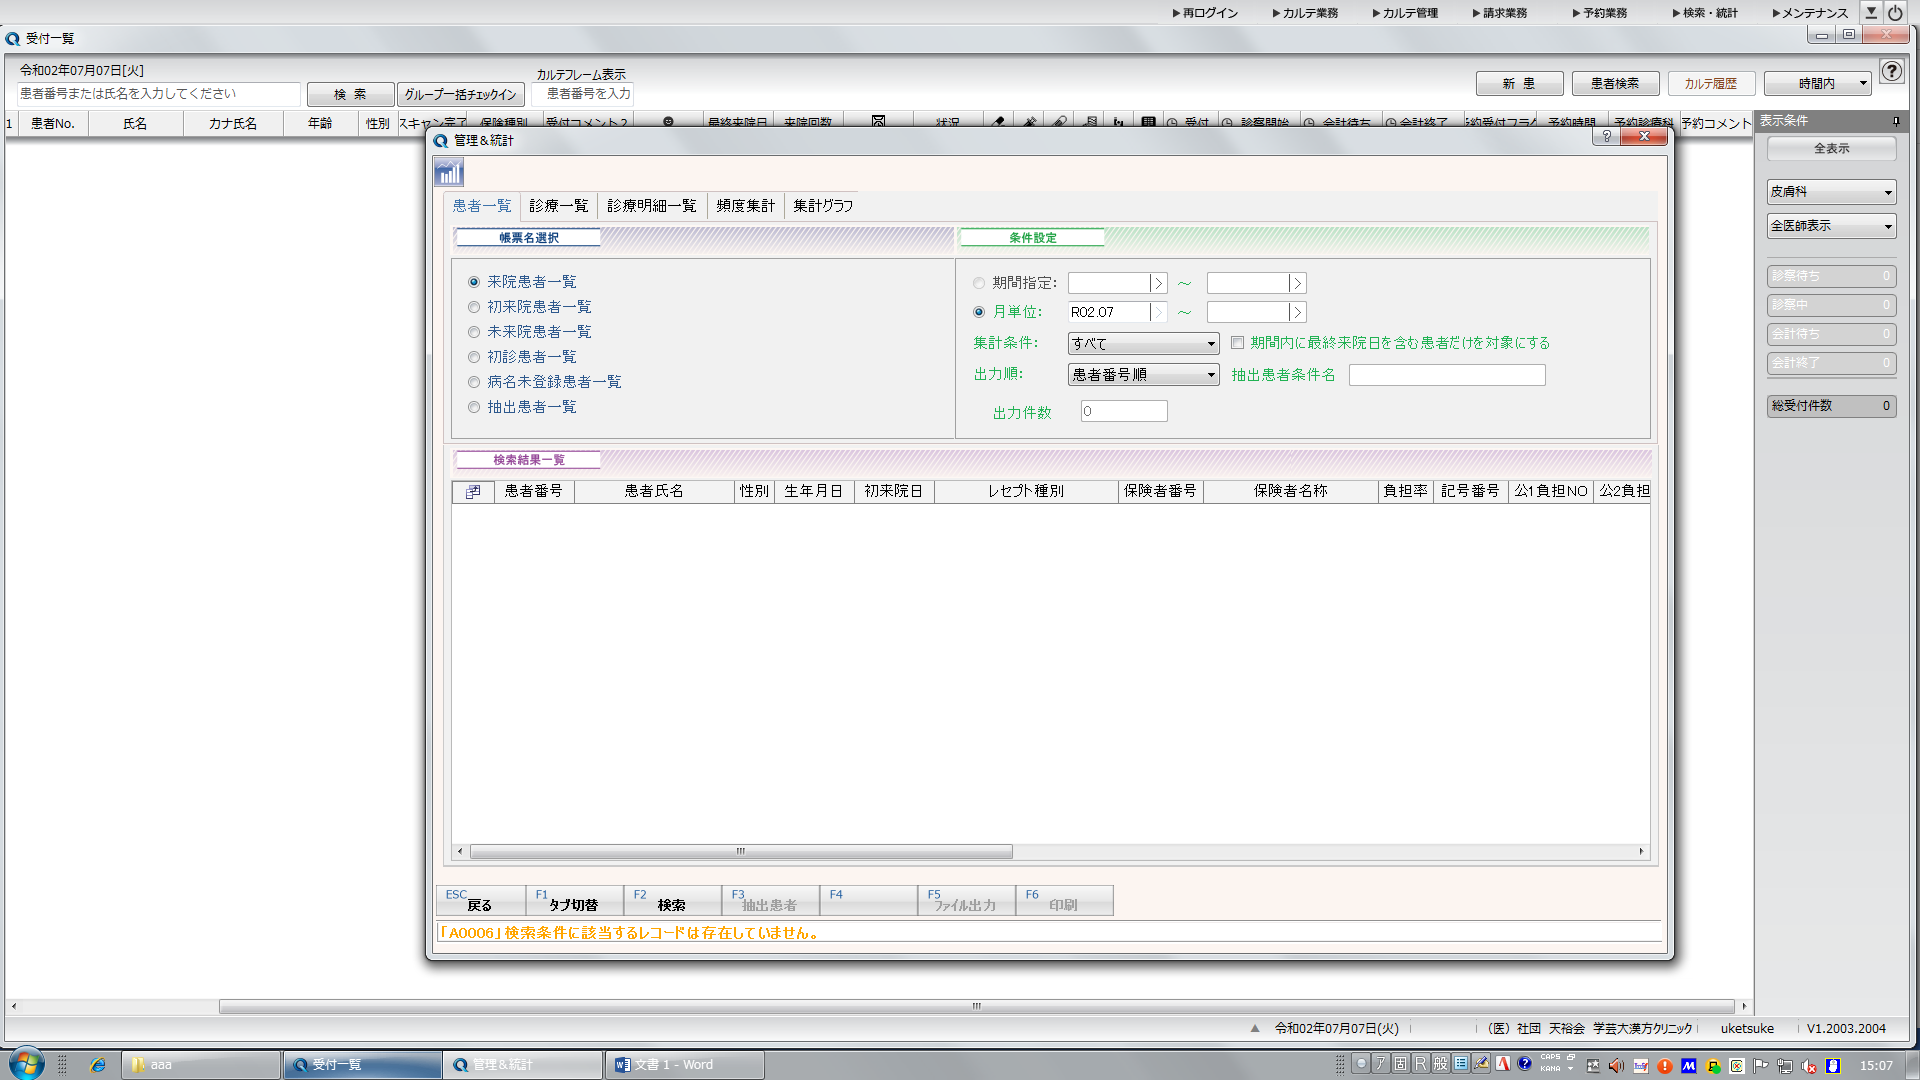 ▶再ログイン ▶カルテ業務 ▶カルテ管理 ▶請求業務 ▶予約業務 ▶検索・統計 ▶メンテナンス
受付一覧
令和02年07月07日[火]
カルテフレーム表示
患者番号または氏名を入力してください 検 索 グループ一括チェックイン 患者番号を入力 新 患 患者検索 カルテ履歴 時間内 ?
1 患者No. 氏名 カナ氏名 年齢 性別 スキャン完了 保険種別 受付コメント2 最終来院日 来院回数 状況 受付 診察開始 会計待ち 会計終了 予約時間 予約診療科 予約コメント
表示条件
全表示
皮膚科
全医師表示
診察待ち 0
診察中 0
会計待ち 0
会計終了 0
総受付件数 0
管理&統計
患者一覧 診療一覧 診療明細一覧 頻度集計 集計グラフ
帳票名選択 条件設定
来院患者一覧
初来院患者一覧
未来院患者一覧
初診患者一覧
病名未登録患者一覧
抽出患者一覧
期間指定: ～
月単位: R02.07 ～
集計条件: すべて 期間内に最終来院日を含む患者だけを対象にする
出力順: 患者番号順 抽出患者条件名
出力件数 0
検索結果一覧
患者番号 患者氏名 性別 生年月日 初来院日 レセプト種別 保険者番号 保険者名称 負担率 記号番号 公1負担NO 公2負担
ESC 戻る F1 タブ切替 F2 検索 F3 抽出患者 F4 F5 ファイル出力 F6 印刷
「A0006」検索条件に該当するレコードは存在していません。
令和02年07月07日(火) (医)社団 天裕会 学芸大漢方クリニック uketsuke V1.2003.2004
aaa 受付一覧 管理&統計 文書 1 - Word ア 固 R 般 CAPS KANA 15:07